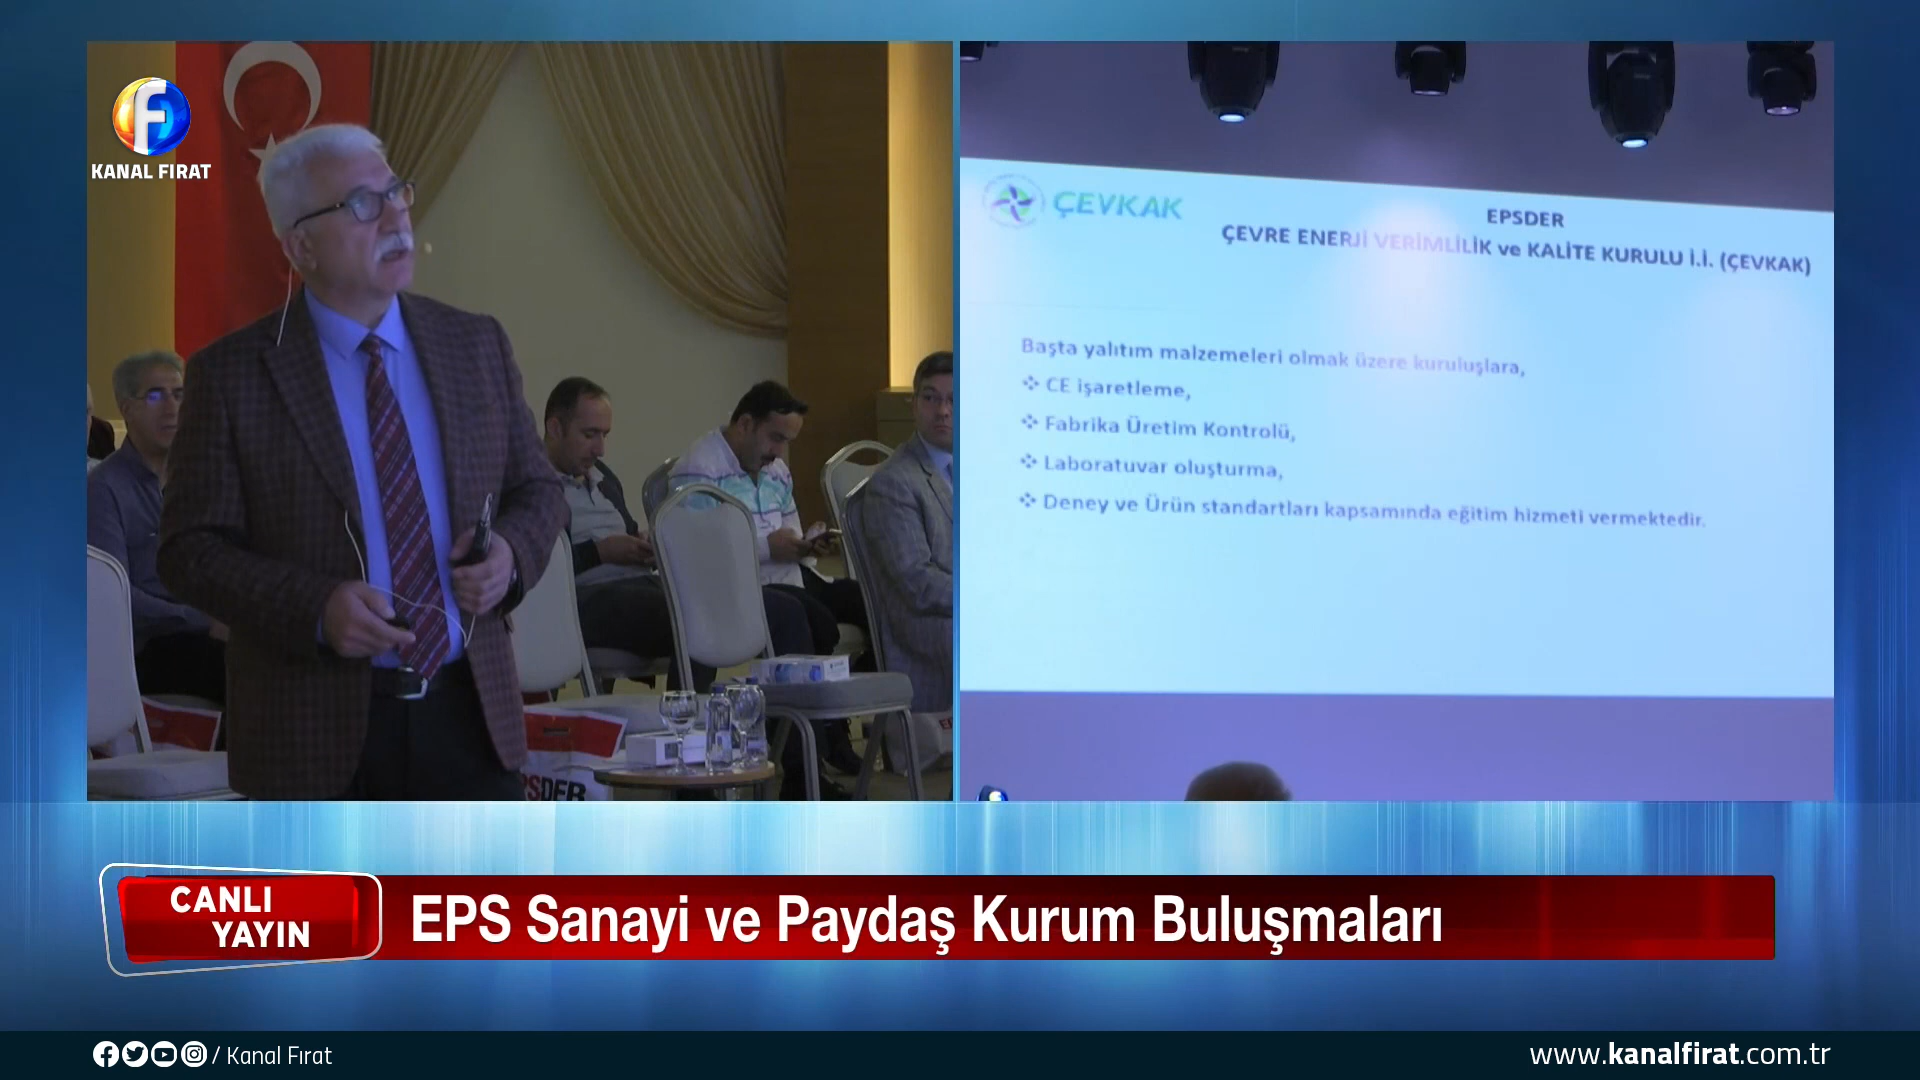 KANAL FIRAT
ÇEVKAK
EPSDER
ÇEVRE ENERJİ VERİMLİLİK ve KALİTE KURULU İ.İ. (ÇEVKAK)
Başta yalıtım malzemeleri olmak üzere kuruluşlara,
CE işaretleme,
Fabrika Üretim Kontrolü,
Laboratuvar oluşturma,
Deney ve Ürün standartları kapsamında eğitim hizmeti vermektedir.
EPSDER
CANLI
YAYIN
EPS Sanayi ve Paydaş Kurum Buluşmaları
/ Kanal Fırat
www.kanalfirat.com.tr